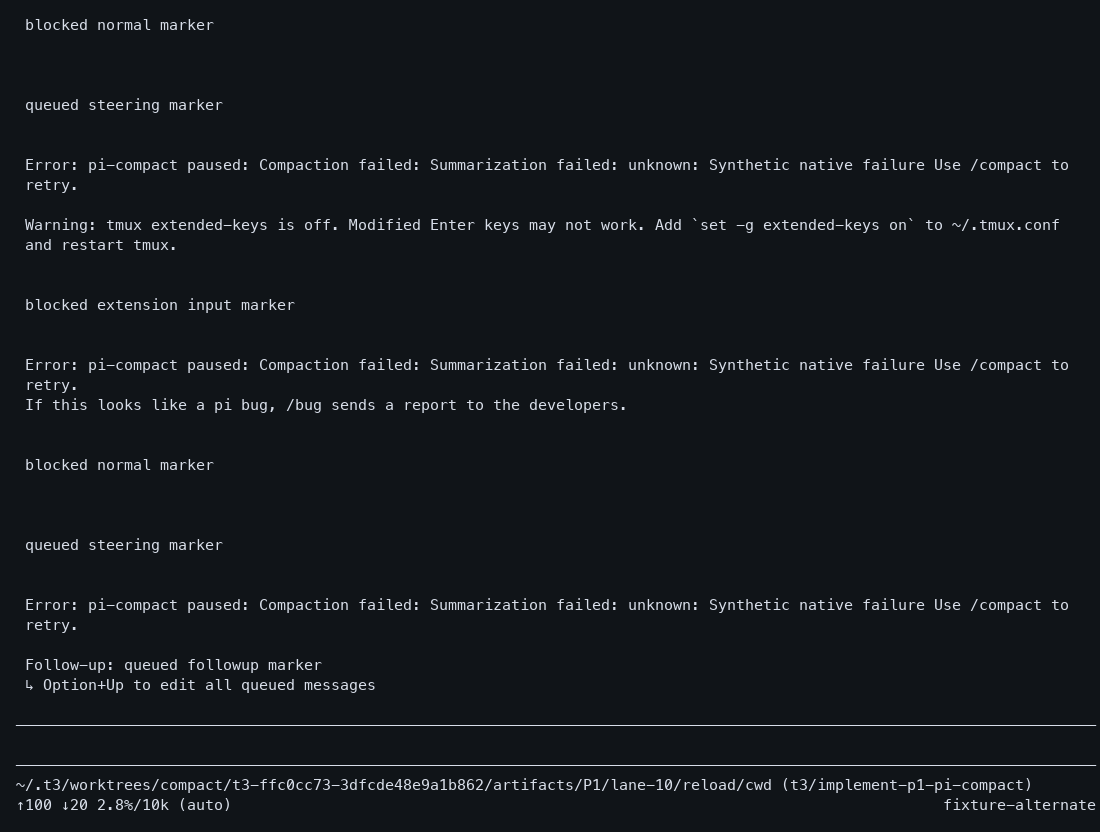 blocked normal marker
queued steering marker
Error: pi-compact paused: Compaction failed: Summarization failed: unknown: Synthetic native failure Use /compact to
retry.
Warning: tmux extended-keys is off. Modified Enter keys may not work. Add `set -g extended-keys on` to ~/.tmux.conf
and restart tmux.
blocked extension input marker
Error: pi-compact paused: Compaction failed: Summarization failed: unknown: Synthetic native failure Use /compact to
retry.
If this looks like a pi bug, /bug sends a report to the developers.
blocked normal marker
queued steering marker
Error: pi-compact paused: Compaction failed: Summarization failed: unknown: Synthetic native failure Use /compact to
retry.
Follow-up: queued followup marker
↳ Option+Up to edit all queued messages
~/.t3/worktrees/compact/t3-ffc0cc73-3dfcde48e9a1b862/artifacts/P1/lane-10/reload/cwd (t3/implement-p1-pi-compact)
↑100 ↓20 2.8%/10k (auto) fixture-alternate